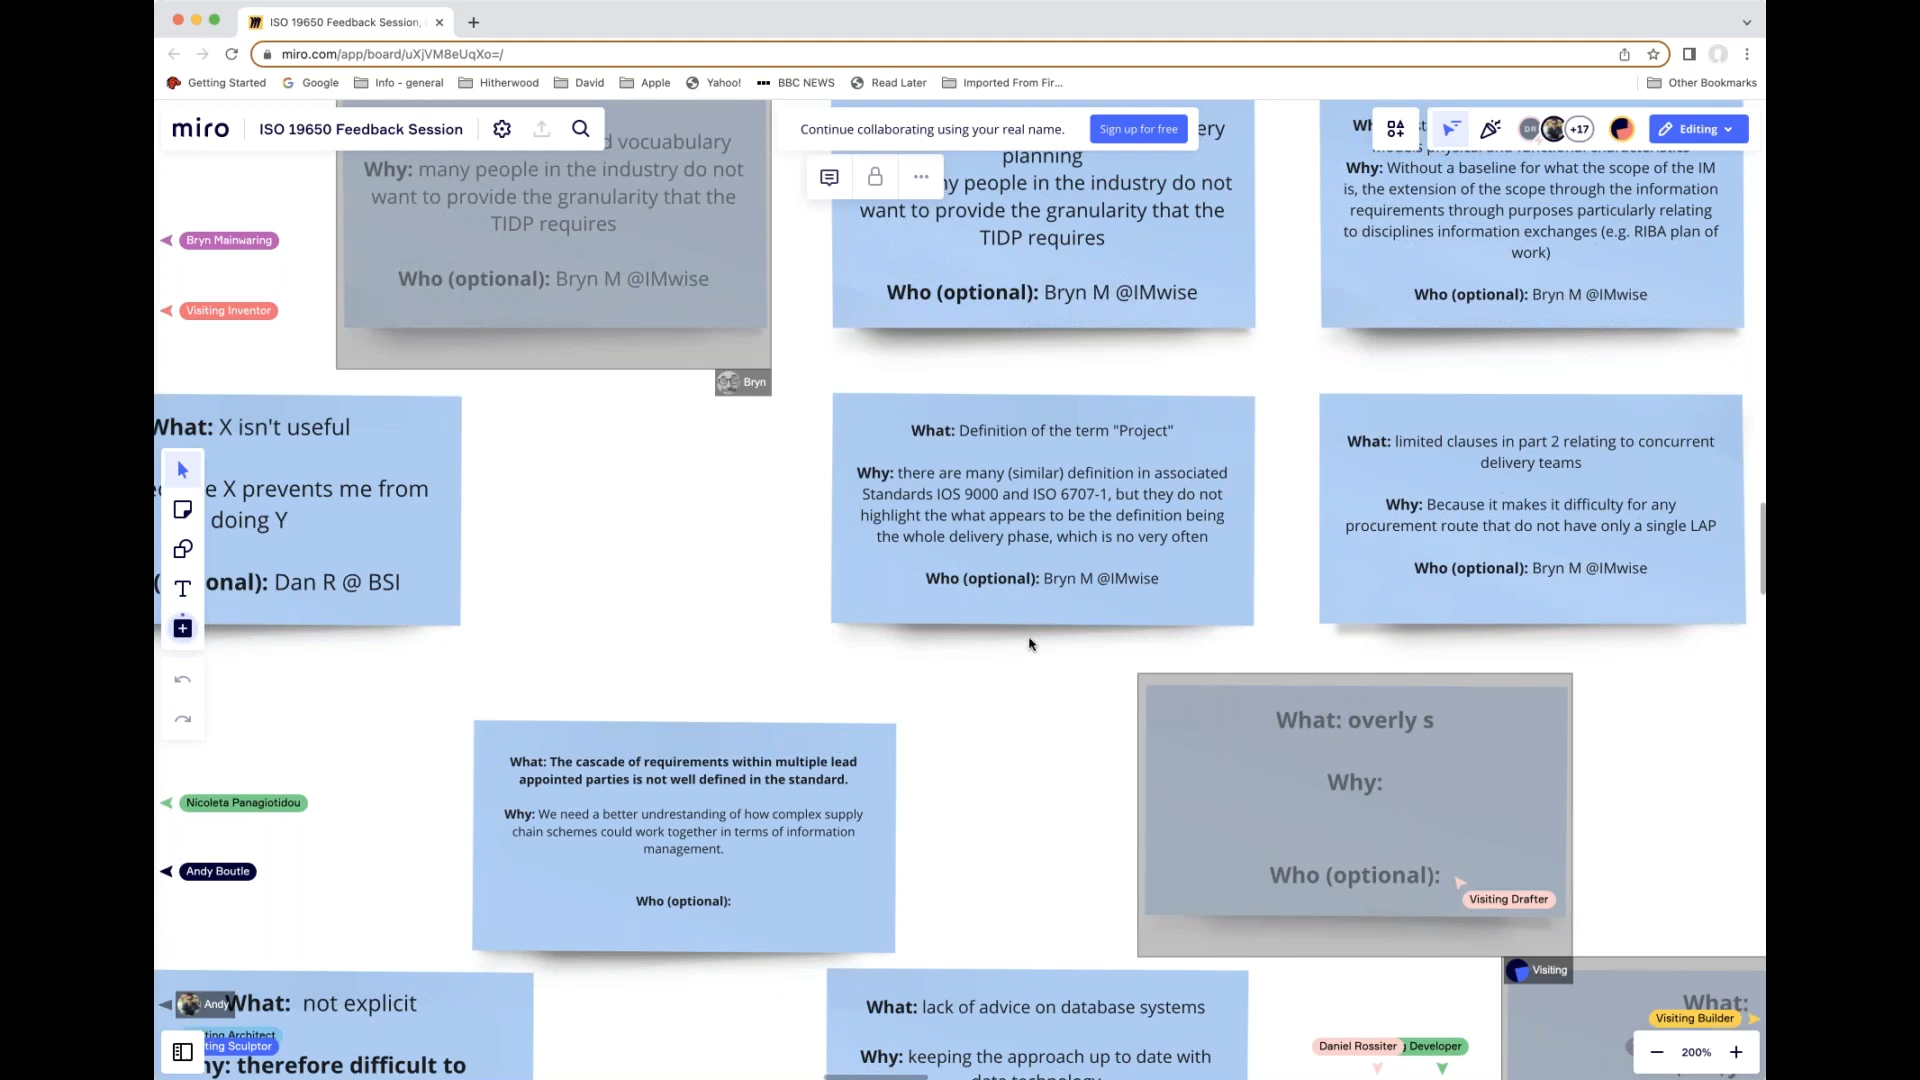 ISO 19650 Feedback Session,
miro.com/app/board/uXjVM8eUqXo=/
Getting Started
Google
Info - general
Hitherwood
David
Apple
Yahoo!
BBC NEWS
Read Later
Imported From Fir...
Other Bookmarks
miro
ISO 19650 Feedback Session
Continue collaborating using your real name.
Sign up for free
DR
+17
Editing
d vocuabulary
Why: many people in the industry do not
want to provide the granularity that the
TIDP requires
Who (optional): Bryn M @IMwise
Bryn
ery
planning
ny people in the industry do not
want to provide the granularity that the
TIDP requires
Who (optional): Bryn M @IMwise
Why: Without a baseline for what the scope of the IM
is, the extension of the scope through the information
requirements through purposes particularly relating
to disciplines information exchanges (e.g. RIBA plan of
work)
Who (optional): Bryn M @IMwise
Bryn Mainwaring
Visiting Inventor
What: X isn't useful
e X prevents me from
doing Y
onal): Dan R @ BSI
What: Definition of the term "Project"
Why: there are many (similar) definition in associated
Standards IOS 9000 and ISO 6707-1, but they do not
highlight the what appears to be the definition being
the whole delivery phase, which is no very often
Who (optional): Bryn M @IMwise
What: limited clauses in part 2 relating to concurrent
delivery teams
Why: Because it makes it difficulty for any
procurement route that do not have only a single LAP
Who (optional): Bryn M @IMwise
What: The cascade of requirements within multiple lead
appointed parties is not well defined in the standard.
Why: We need a better undrestanding of how complex supply
chain schemes could work together in terms of information
management.
Who (optional):
What: overly s
Why:
Who (optional):
Visiting Drafter
Visiting
Nicoleta Panagiotidou
Andy Boutle
Andy
What: not explicit
ting Architect
ting Sculptor
hy: therefore difficult to
What: lack of advice on database systems
Why: keeping the approach up to date with
Daniel Rossiter
g Developer
What:
Visiting Builder
200%